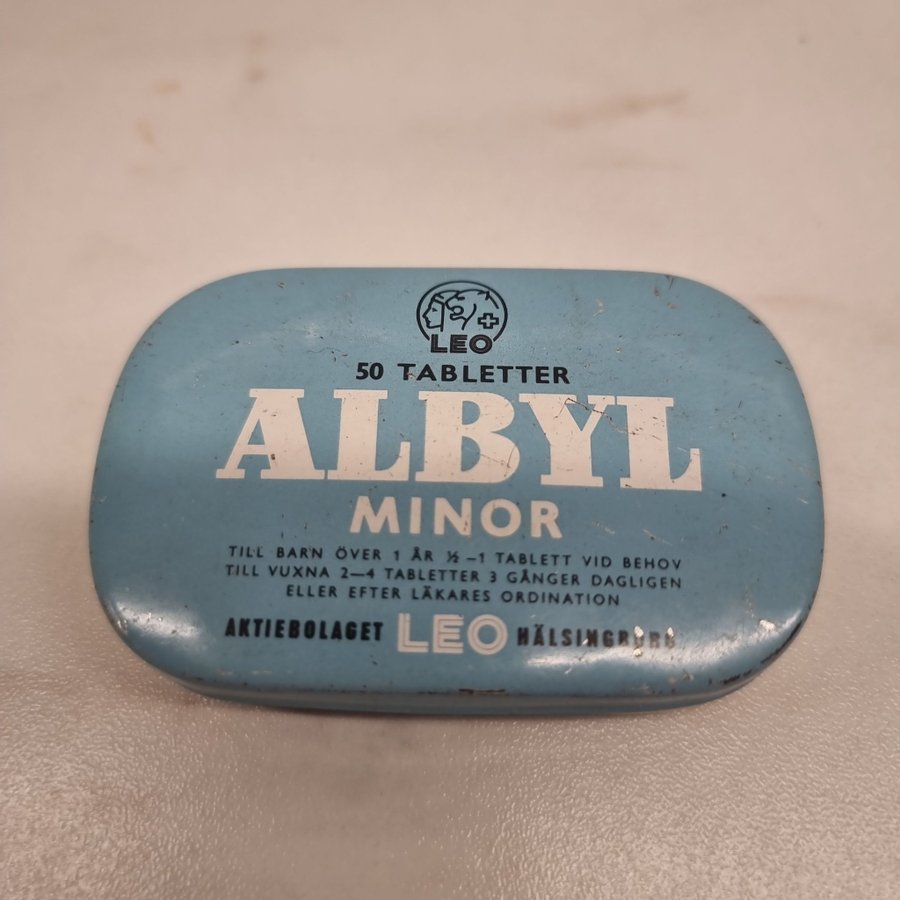 LEO
50 TABLETTER
ALBYL
MINOR
TILL BARN ÖVER 1 ÅR ½–1 TABLETT VID BEHOV
TILL VUXNA 2—4 TABLETTER 3 GÅNGER DAGLIGEN
ELLER EFTER LÄKARES ORDINATION
AKTIEBOLAGET LEO HÄLSINGBORG